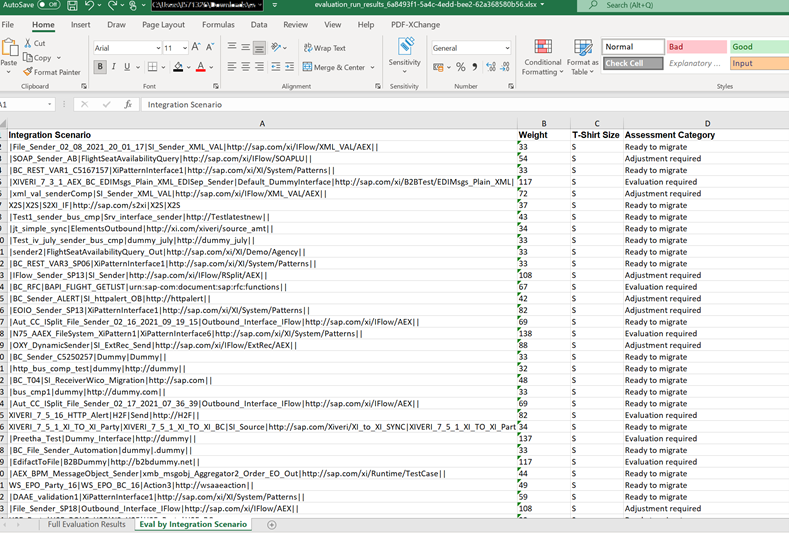 AutoSave Off evaluation_run_results_6a8493f1-5a4c-4edd-bee2-62a368580b56.xlsx Search (Alt+Q)
File Home Insert Draw Page Layout Formulas Data Review View Help PDF-XChange
Paste Cut Copy Format Painter Clipboard
Arial 11 B I U Font
Wrap Text Merge & Center Alignment
General Number
Sensitivity Sensitivity
Conditional Formatting Format as Table
Normal Bad Good
Check Cell Explanatory ... Input
Styles
A1 fx Integration Scenario
A B C D
Integration Scenario Weight T-Shirt Size Assessment Category
|File_Sender_02_08_2021_20_01_17|SI_Sender_XML_VAL|http://sap.com/xi/IFlow/XML_VAL/AEX|| 33 S Ready to migrate
|SOAP_Sender_AB|FlightSeatAvailabilityQuery|http://sap.com/xi/IFlow/SOAPLU|| 54 S Adjustment required
|BC_REST_VAR1_C5167157|XiPatternInterface1|http://sap.com/xi/XI/System/Patterns|| 33 S Ready to migrate
|XIVERI_7_3_1_AEX_BC_EDIMsgs_Plain_XML_EDISep_Sender|Default_DummyInterface|http://sap.com/xi/B2BTest/EDIMsgs_Plain_XML| 117 S Evaluation required
|xml_val_senderComp|SI_Sender_XML_VAL|http://sap.com/xi/IFlow/XML_VAL/AEX|| 72 S Adjustment required
X2S|X2S|S2XI_IF|http://sap.com/s2xi|X2S|X2S 37 S Ready to migrate
|Test1_sender_bus_cmp|Srv_interface_sender|http://Testlatestnew|| 43 S Ready to migrate
|jt_simple_sync|ElementsOutbound|http://xi.com/xiveri/source_amt|| 34 S Ready to migrate
|Test_iv_july_sender_bus_cmp|dummy_july|http://dummy_july|| 33 S Ready to migrate
|sender2|FlightSeatAvailabilityQuery_Out|http://sap.com/xi/XI/Demo/Agency|| 33 S Ready to migrate
|BC_REST_VAR3_SP06|XiPatternInterface1|http://sap.com/xi/XI/System/Patterns|| 33 S Ready to migrate
|IFlow_Sender_SP13|SI_Sender|http://sap.com/xi/IFlow/RSplit/AEX|| 108 S Adjustment required
|BC_RFC|BAPI_FLIGHT_GETLIST|urn:sap-com:document:sap:rfc:functions|| 67 S Evaluation required
|BC_Sender_ALERT|SI_httpalert_OB|http://httpalert|| 42 S Adjustment required
|EOIO_Sender_SP13|XiPatternInterface1|http://sap.com/xi/XI/System/Patterns|| 82 S Adjustment required
|Aut_CC_ISplit_File_Sender_02_16_2021_09_19_15|Outbound_Interface_IFlow|http://sap.com/xi/IFlow/AEX|| 69 S Ready to migrate
|N75_AAEX_FileSystem_XiPattern1|XiPatternInterface6|http://sap.com/xi/XI/System/Patterns|| 138 S Evaluation required
|OXY_DynamicSender|SI_ExtRec_Send|http://sap.com/xi/IFlow/ExtRec/AEX|| 88 S Adjustment required
|BC_Sender_C5250257|Dummy|Dummy|| 33 S Ready to migrate
|http_bus_comp_test|dummy|http://dummy|| 32 S Ready to migrate
|BC_T04|SI_ReceiverWico_Migration|http://sap.com|| 48 S Ready to migrate
|bus_cmp1|dummy|http://dummy.com|| 33 S Ready to migrate
|Aut_CC_ISplit_File_Sender_02_17_2021_07_36_39|Outbound_Interface_IFlow|http://sap.com/xi/IFlow/AEX|| 69 S Ready to migrate
XIVERI_7_5_16_HTTP_Alert|H2F|Send|http://H2F|| 82 S Evaluation required
XIVERI_7_5_1_XI_TO_XI_Party|XIVERI_7_5_1_XI_TO_XI_BC|SI_Source|http://sap.com/Xiveri/XI_to_XI_SYNC|XIVERI_7_5_1_XI_TO_XI_Part 34 S Ready to migrate
|Preetha_Test|Dummy_Interface|http://dummy|| 137 S Evaluation required
|BC_File_Sender_Automation|dummy|.dummy|| 33 S Ready to migrate
|EdifactToFile|B2BDummy|http://b2bdummy.net|| 117 S Evaluation required
|AEX_BPM_MessageObject_Sender|xmb_msgobj_Aggregator2_Order_EO_Out|http://sap.com/xi/Runtime/TestCase|| 44 S Ready to migrate
WS_EPO_Party_16|WS_EPO_BC_16|Action3|http://wsaaeaction|| 49 S Ready to migrate
|DAAE_validation1|XiPatternInterface1|http://sap.com/xi/XI/System/Patterns|| 59 S Ready to migrate
|File_Sender_SP18|Outbound_Interface_IFlow|http://sap.com/xi/IFlow/AEX|| 108 S Adjustment required
Full Evaluation Results Eval by Integration Scenario